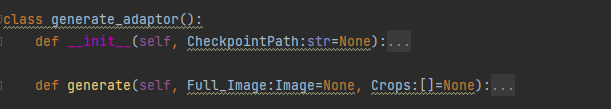 class generate_adaptor():
    def __init__(self, CheckpointPath:str=None):...
    def generate(self, Full_Image:Image=None, Crops:[]=None):...